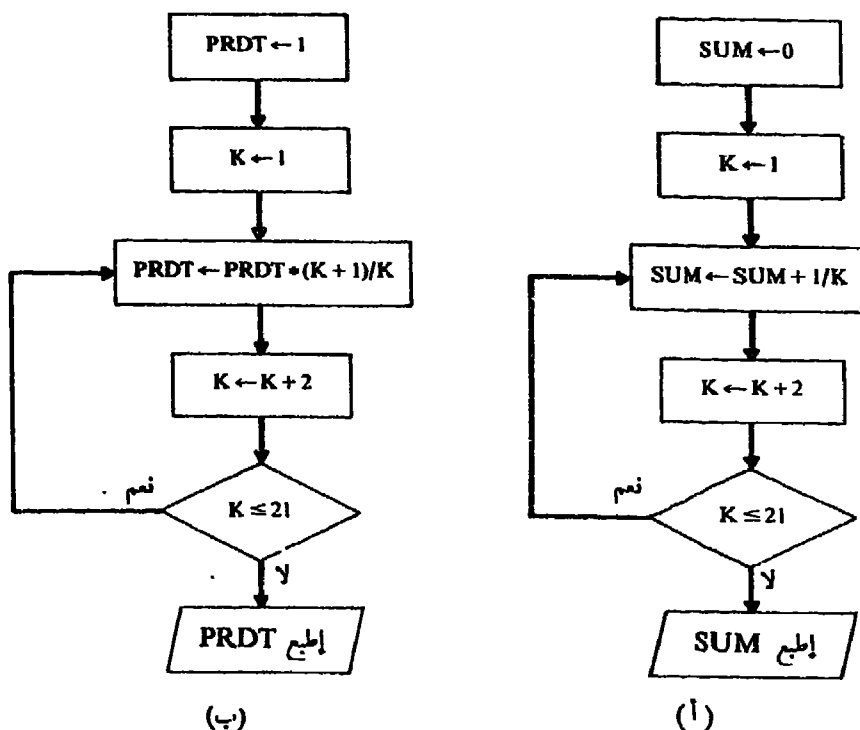 SUM ← 0
K ← 1
SUM ← SUM + 1/K
K ← K + 2
K ≤ 21
نعم
لا
إطبع SUM
(أ)
PRDT ← 1
K ← 1
PRDT ← PRDT * (K + 1)/K
K ← K + 2
K ≤ 21
نعم
لا
إطبع PRDT
(ب)